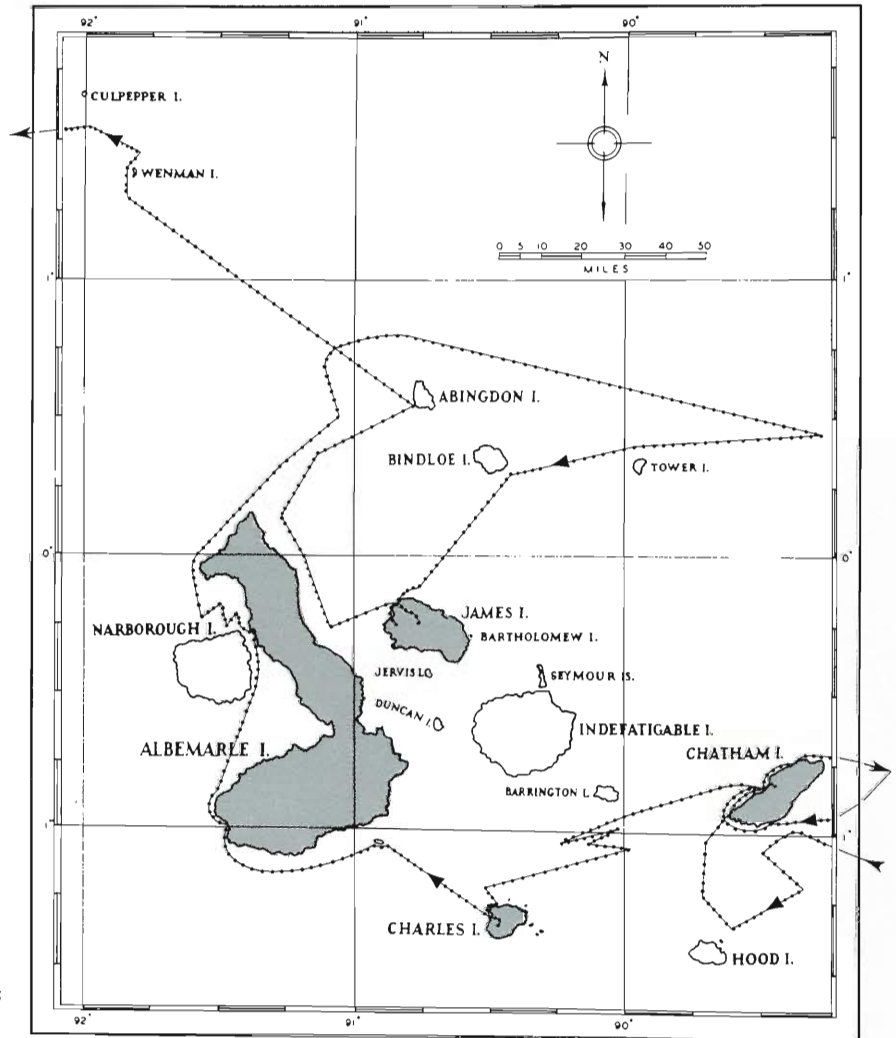 92° 91° 90°
CULPEPPER I.
N.
WENMAN I.
0 5 10 20 30 40 50
MILES
1° 1°
ABINGDON I.
BINDLOE I.
TOWER I.
0° 0°
JAMES I.
NARBOROUGH I.
BARTHOLOMEW I.
JERVIS I.
SEYMOUR IS.
DUNCAN I.
INDEFATIGABLE I.
ALBEMARLE I.
CHATHAM I.
BARRINGTON I.
1° 1°
CHARLES I.
HOOD I.
92° 91° 90°